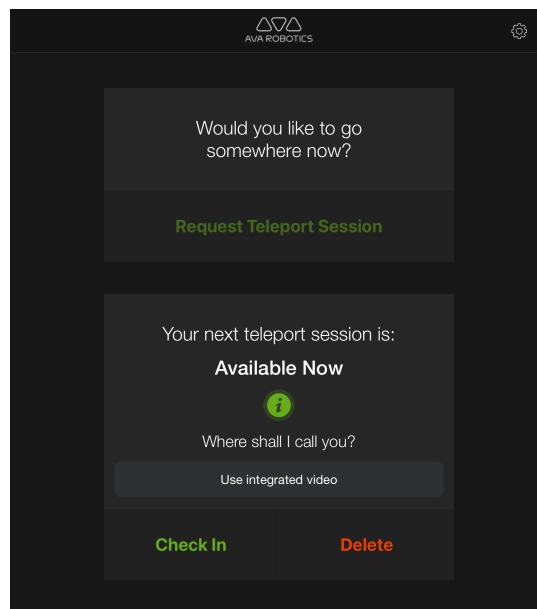 AVA ROBOTICS
Would you like to go
somewhere now?
Request Teleport Session
Your next teleport session is:
Available Now
i
Where shall I call you?
Use integrated video
Check In
Delete